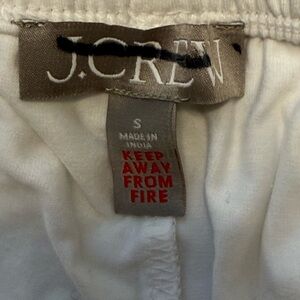 J.CREW
S
MADE IN
INDIA
KEEP
AWAY
FROM
FIRE